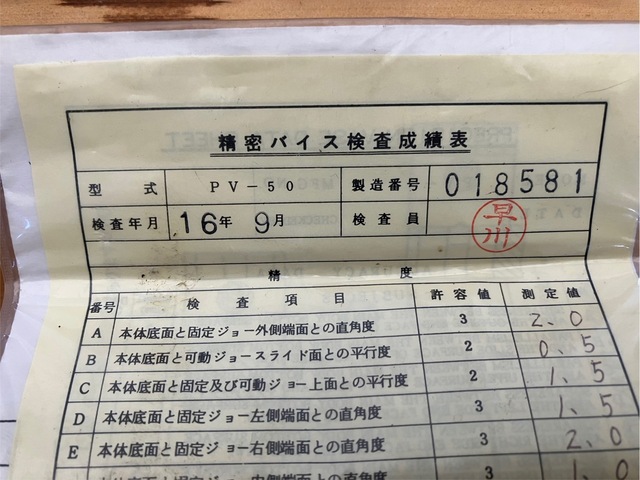 精密バイス検査成績表
型式 PV-50 製造番号 018581
検査年月 16年 9月 検査員 早川
精度
番号 検査項目 許容値 測定値
A 本体底面と固定ジョー外側端面との直角度 3 2.0
B 本体底面と可動ジョースライド面との平行度 2 0.5
C 本体底面と固定及び可動ジョー上面との平行度 2 1.5
D 本体底面と固定ジョー左側端面との直角度 3 1.5
E 本体底面と固定ジョー右側端面との直角度 3 2.0
3 1.0